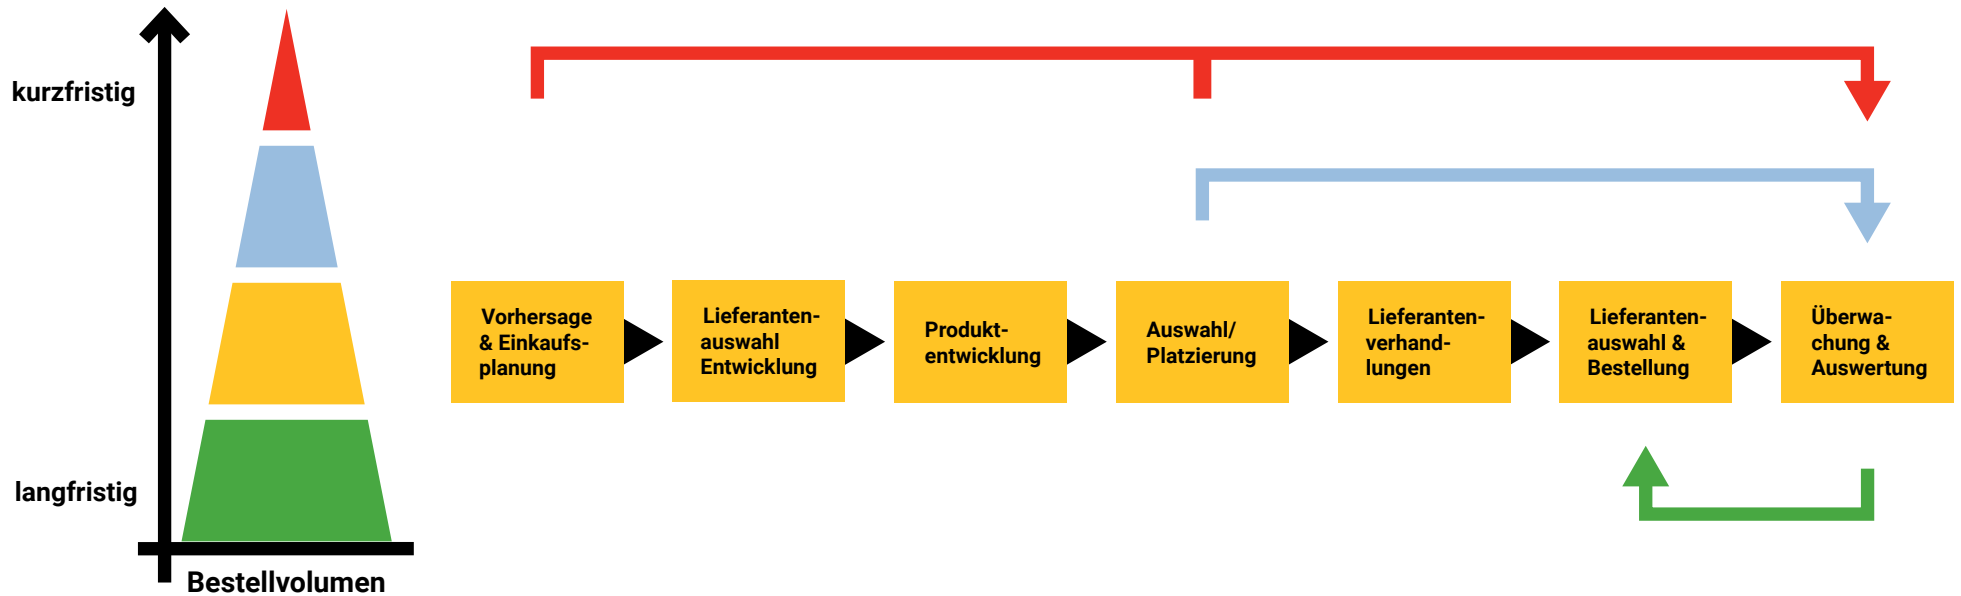 kurzfristig
langfristig
Bestellvolumen
Vorhersage
& Einkaufs-
planung
Lieferanten-
auswahl
Entwicklung
Produkt-
entwicklung
Auswahl/
Platzierung
Lieferanten-
verhand-
lungen
Lieferanten-
auswahl &
Bestellung
Überwa-
chung &
Auswertung